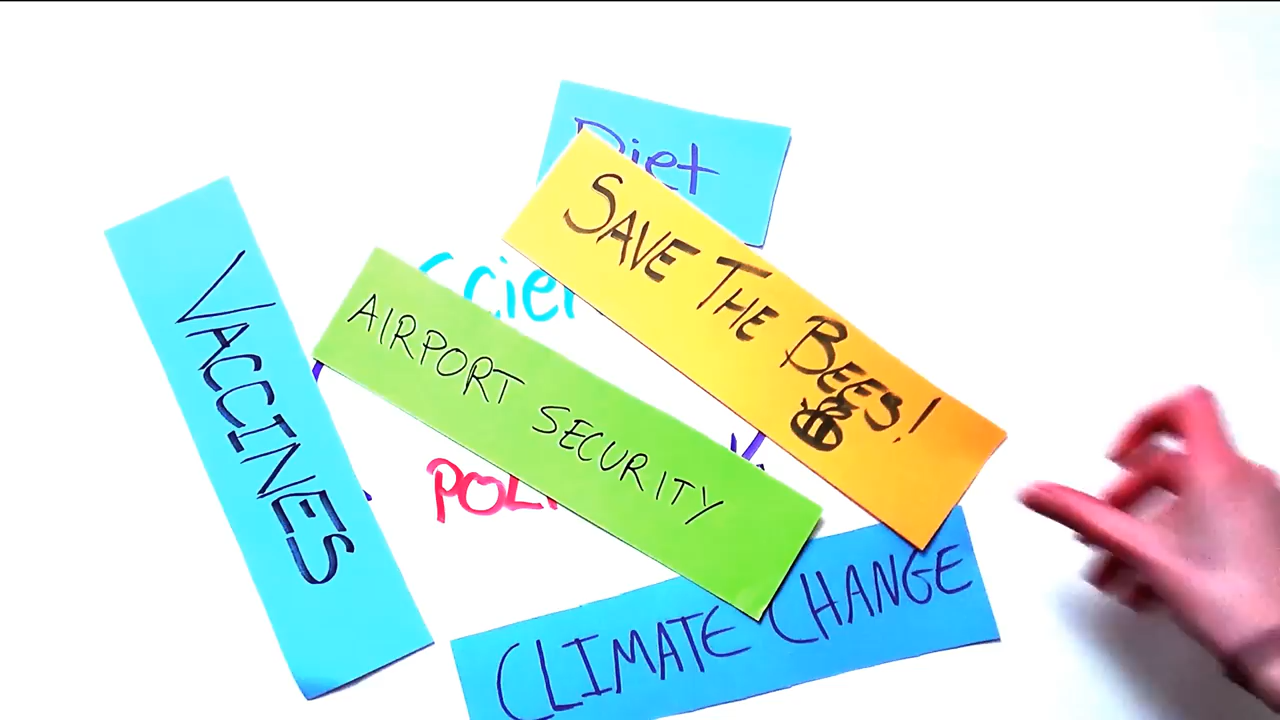 Diet
SAVE THE BEES!
VACCINES
AIRPORT SECURITY
CLIMATE CHANGE